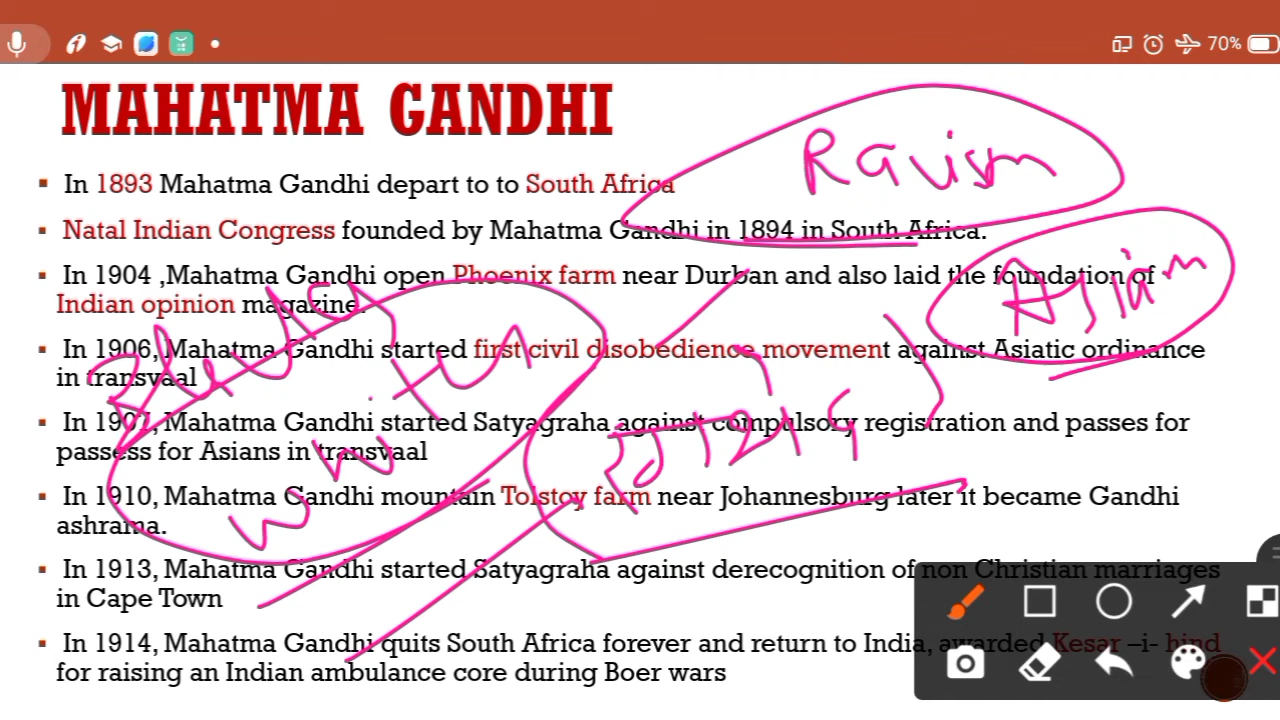 70%
MAHATMA GANDHI
In 1893 Mahatma Gandhi depart to to South Africa
Natal Indian Congress founded by Mahatma Gandhi in 1894 in South Africa.
In 1904 ,Mahatma Gandhi open Phoenix farm near Durban and also laid the foundation of
Indian opinion magazine.
In 1906, Mahatma Gandhi started first civil disobedience movement against Asiatic ordinance
in transvaal
In 1907, Mahatma Gandhi started Satyagraha against compulsory registration and passes for
passess for Asians in transvaal
In 1910, Mahatma Gandhi mountain Tolstoy farm near Johannesburg later it became Gandhi
ashrama.
In 1913, Mahatma Gandhi started Satyagraha against derecognition of non Christian marriages
in Cape Town
In 1914, Mahatma Gandhi quits South Africa forever and return to India, awarded Kesar –i- hind
for raising an Indian ambulance core during Boer wars
Asian